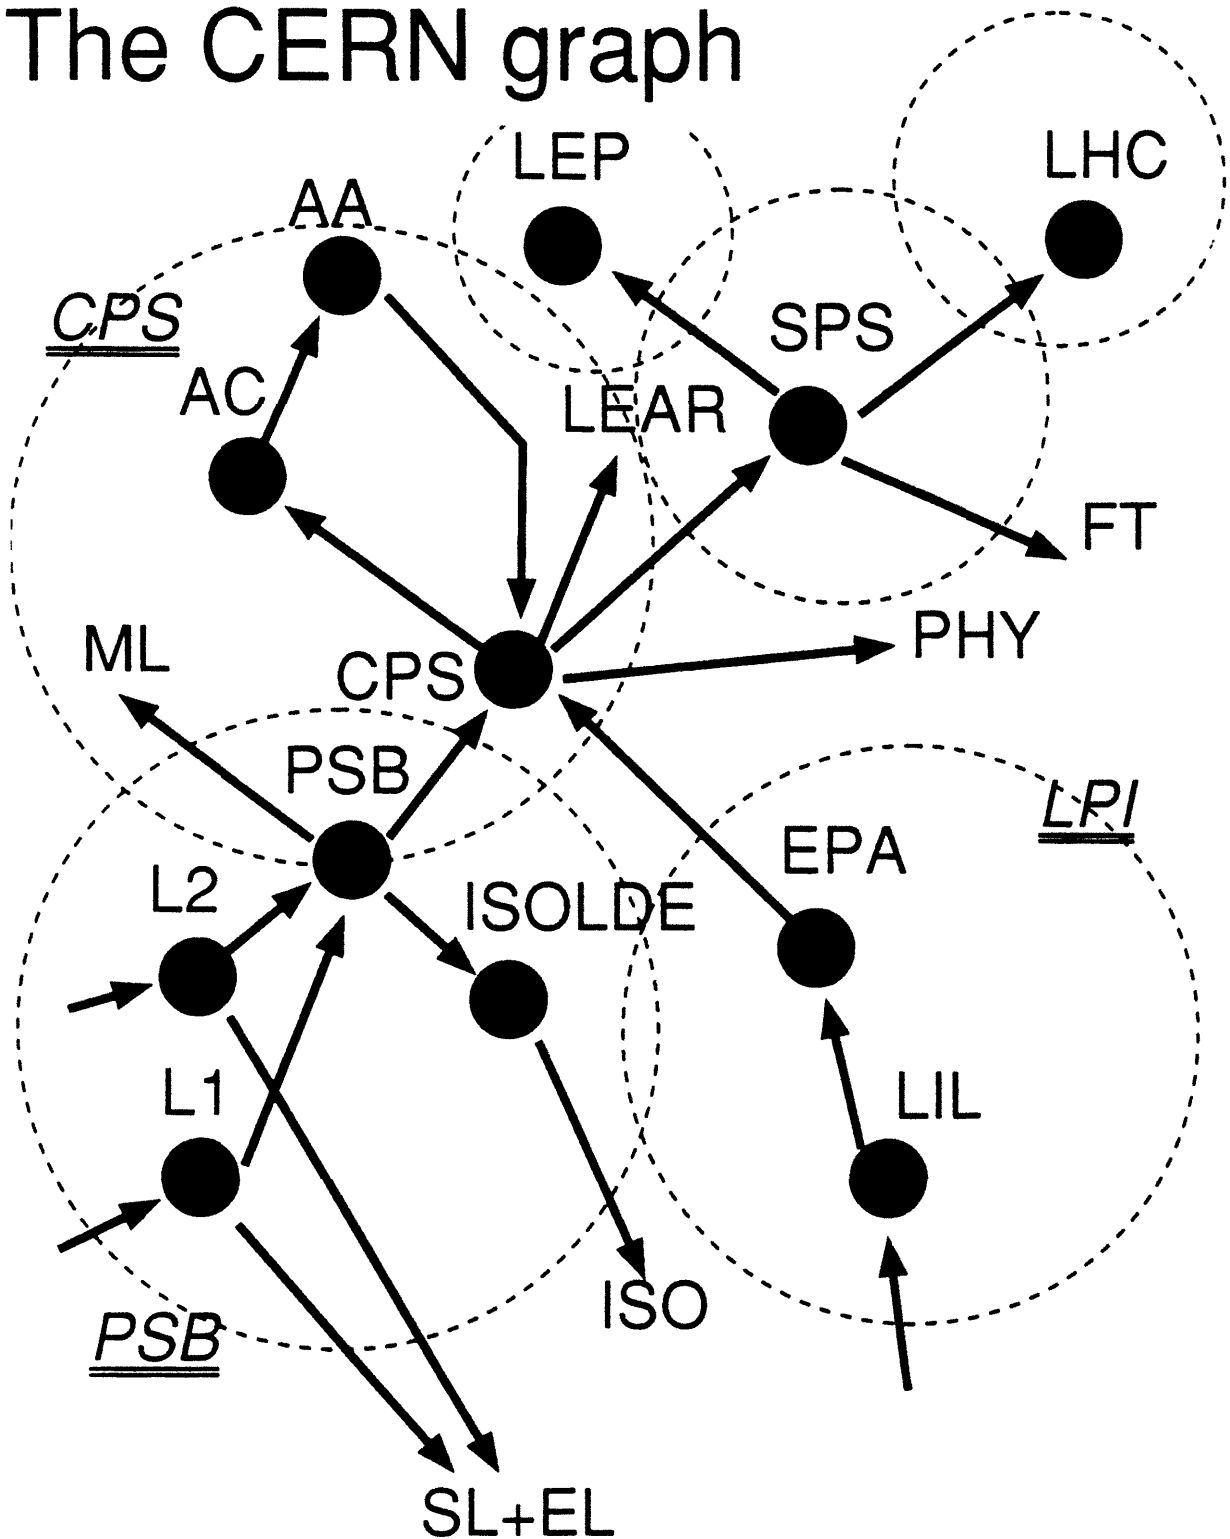 The CERN graph
LEP
LHC
AA
CPS
SPS
AC
LEAR
FT
PHY
ML
CPS
PSB
LPI
EPA
L2
ISOLDE
L1
LIL
ISO
PSB
SL+EL